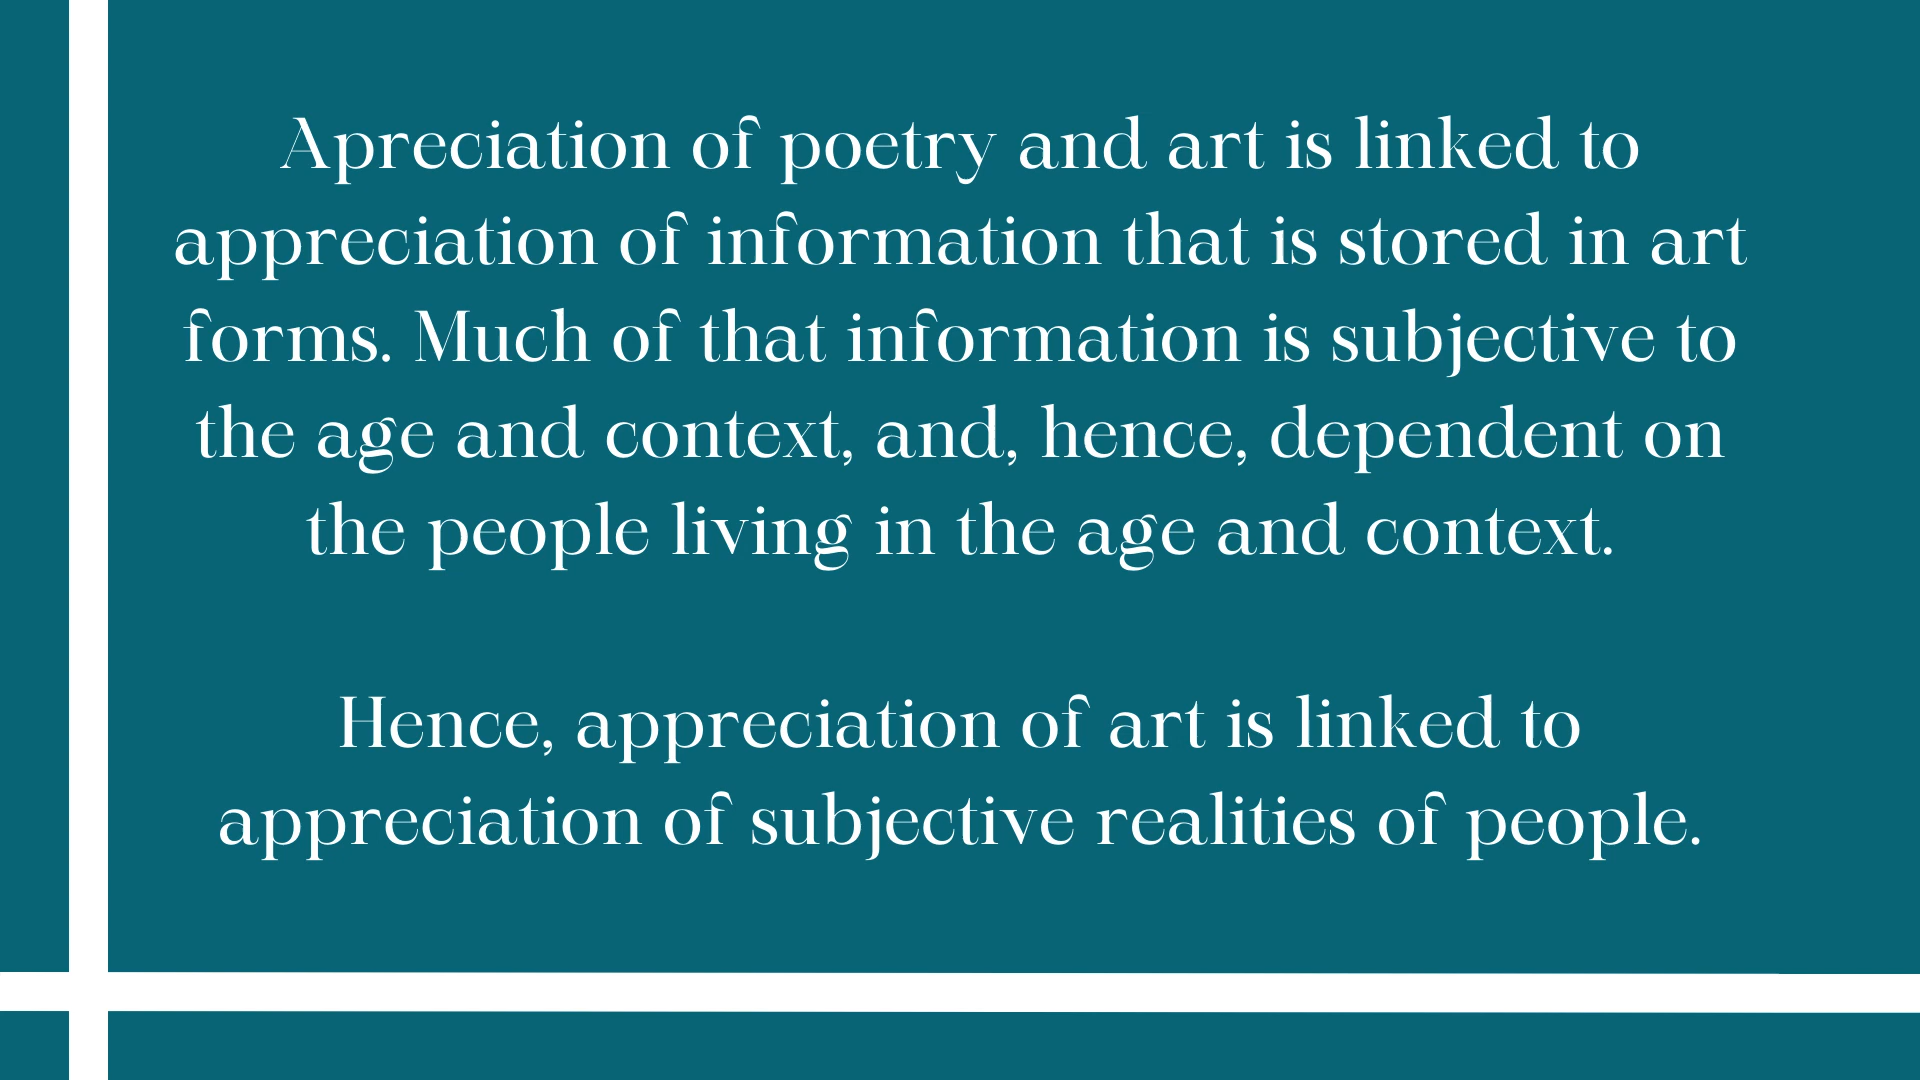 Apreciation of poetry and art is linked to
appreciation of information that is stored in art
forms. Much of that information is subjective to
the age and context, and, hence, dependent on
the people living in the age and context.
Hence, appreciation of art is linked to
appreciation of subjective realities of people.